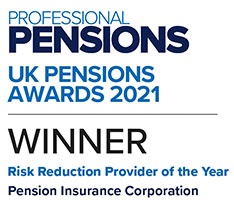 PROFESSIONAL
PENSIONS
UK PENSIONS
AWARDS 2021
WINNER
Risk Reduction Provider of the Year
Pension Insurance Corporation